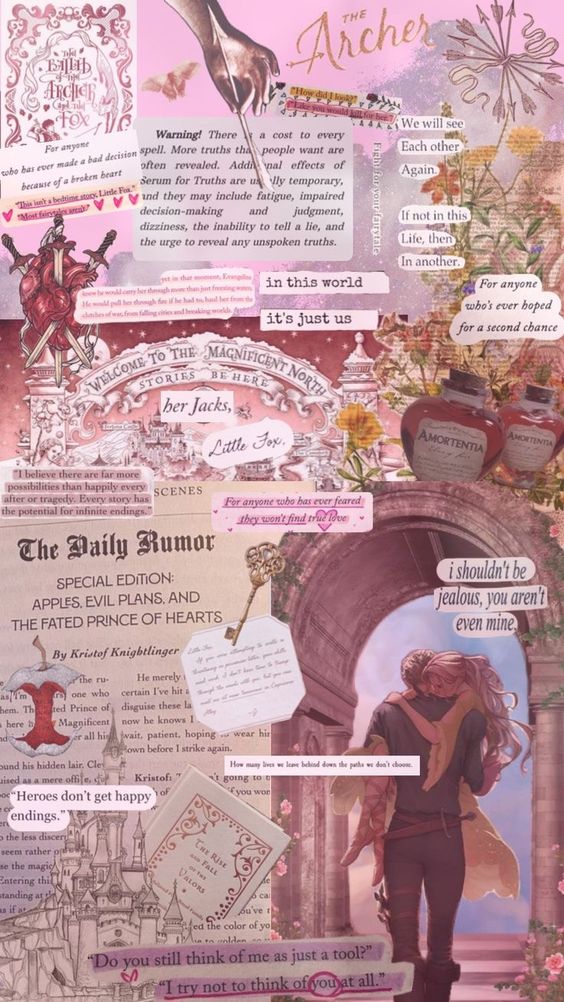 THE
Archer
THE
BALLAD
OF THE
ARCHER
AND THE
FOX
"How did I look?"
"Like you would kill for her."
For anyone
who has ever made a bad decision
because of a broken heart
"This isn't a bedtime story, Little Fox."
"Most fairytales aren't."
Warning! There is a cost to every
spell. More truths than people want are
often revealed. Additional effects of
Serum for Truths are usually temporary,
and they may include fatigue, impaired
decision-making and judgment,
dizziness, the inability to tell a lie, and
the urge to reveal any unspoken truths.
Fight for your fairytale
We will see
Each other
Again.
If not in this
Life, then
In another.
yet in that moment, Evangeline
knew he would carry her through more than just freezing water.
He would pull her through fire if he had to, haul her from the
clutches of war, from falling cities and breaking worlds.
in this world
it's just us
For anyone
who's ever hoped
for a second chance
WELCOME TO THE MAGNIFICENT NORTH
STORIES BE HERE
her Jacks,
Little Fox.
AMORTENTIA
AMORTENTIA
"I believe there are far more
possibilities than happily every
after or tragedy. Every story has
the potential for infinite endings."
SCENES
For anyone who has ever feared
they won't find true love
The Daily Rumor
SPECIAL EDITION:
APPLES, EVIL PLANS, AND
THE FATED PRINCE OF HEARTS
By Kristof Knightlinger
i shouldn't be
jealous, you aren't
even mine.
He merely
certain I've hit
disguise these la
now he knows I
wait, patient, hoping
down before I strike again.
the ru-
one who
Prince of
Magnificent
all his
ound his hidden lair.
Kristof:
Little Fox
How many lives we leave behind down the paths we don't choose.
"Heroes don't get happy
endings."
THE RISE
AND FALL
OF THE
VALORS
"Do you still think of me as just a tool?"
"I try not to think of you at all."